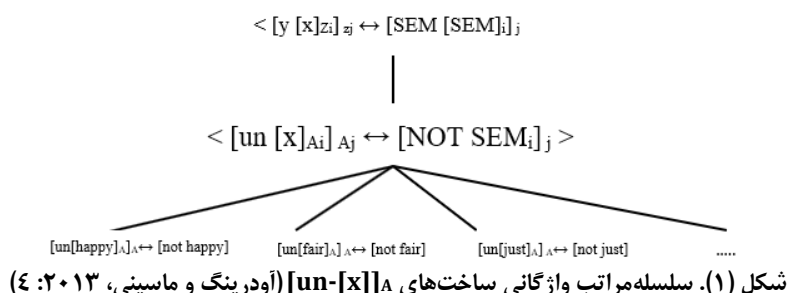 < [y [x]Zi] zj ↔ [SEM [SEM]i] j
< [un [x]Ai] Aj ↔ [NOT SEMi] j >
[un[happy]A]A↔ [not happy] [un[fair]A] A↔ [not fair] [un[just]A] A↔ [not just] .....
شکل (۱). سلسله‌مراتب واژگانی ساخت‌های [un-[x]]A (آودرینگ و ماسینی، ۲۰۱۳: ٤)